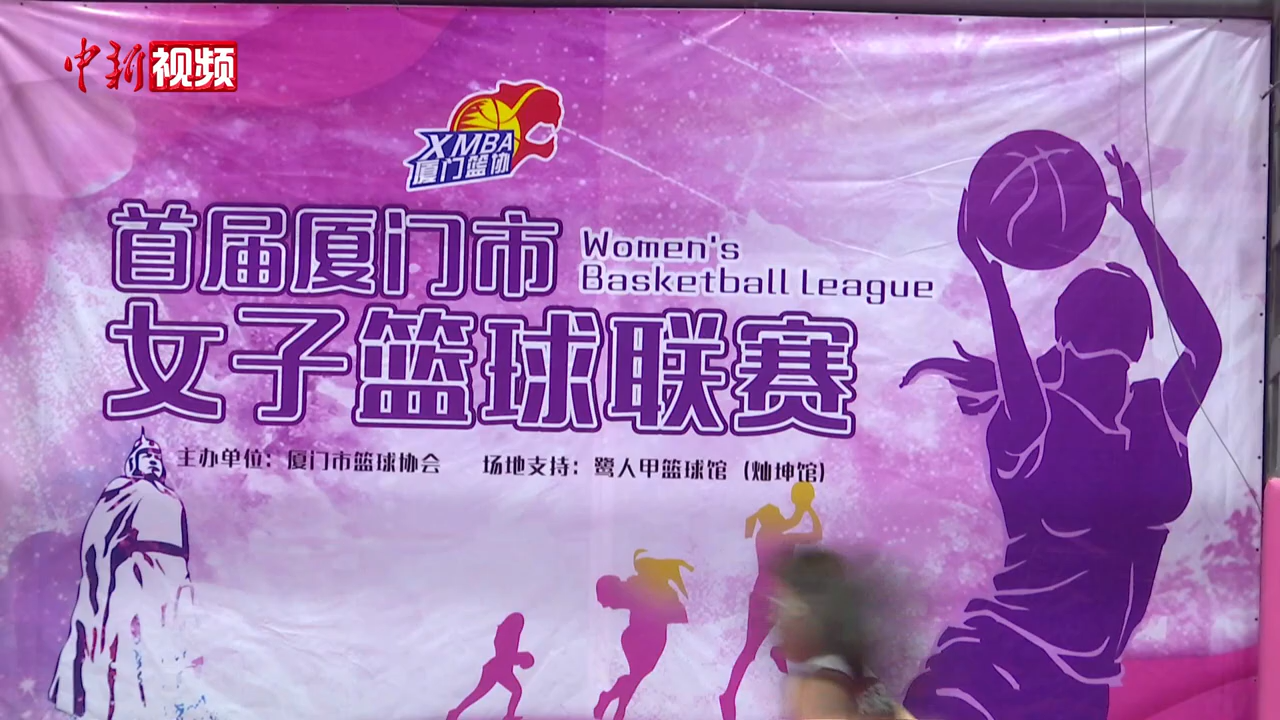 中新视频
XMBA
厦门篮协
首届厦门市
Women's
Basketball League
女子篮球联赛
主办单位：厦门市篮球协会 场地支持：鹭人甲篮球馆（灿坤馆）